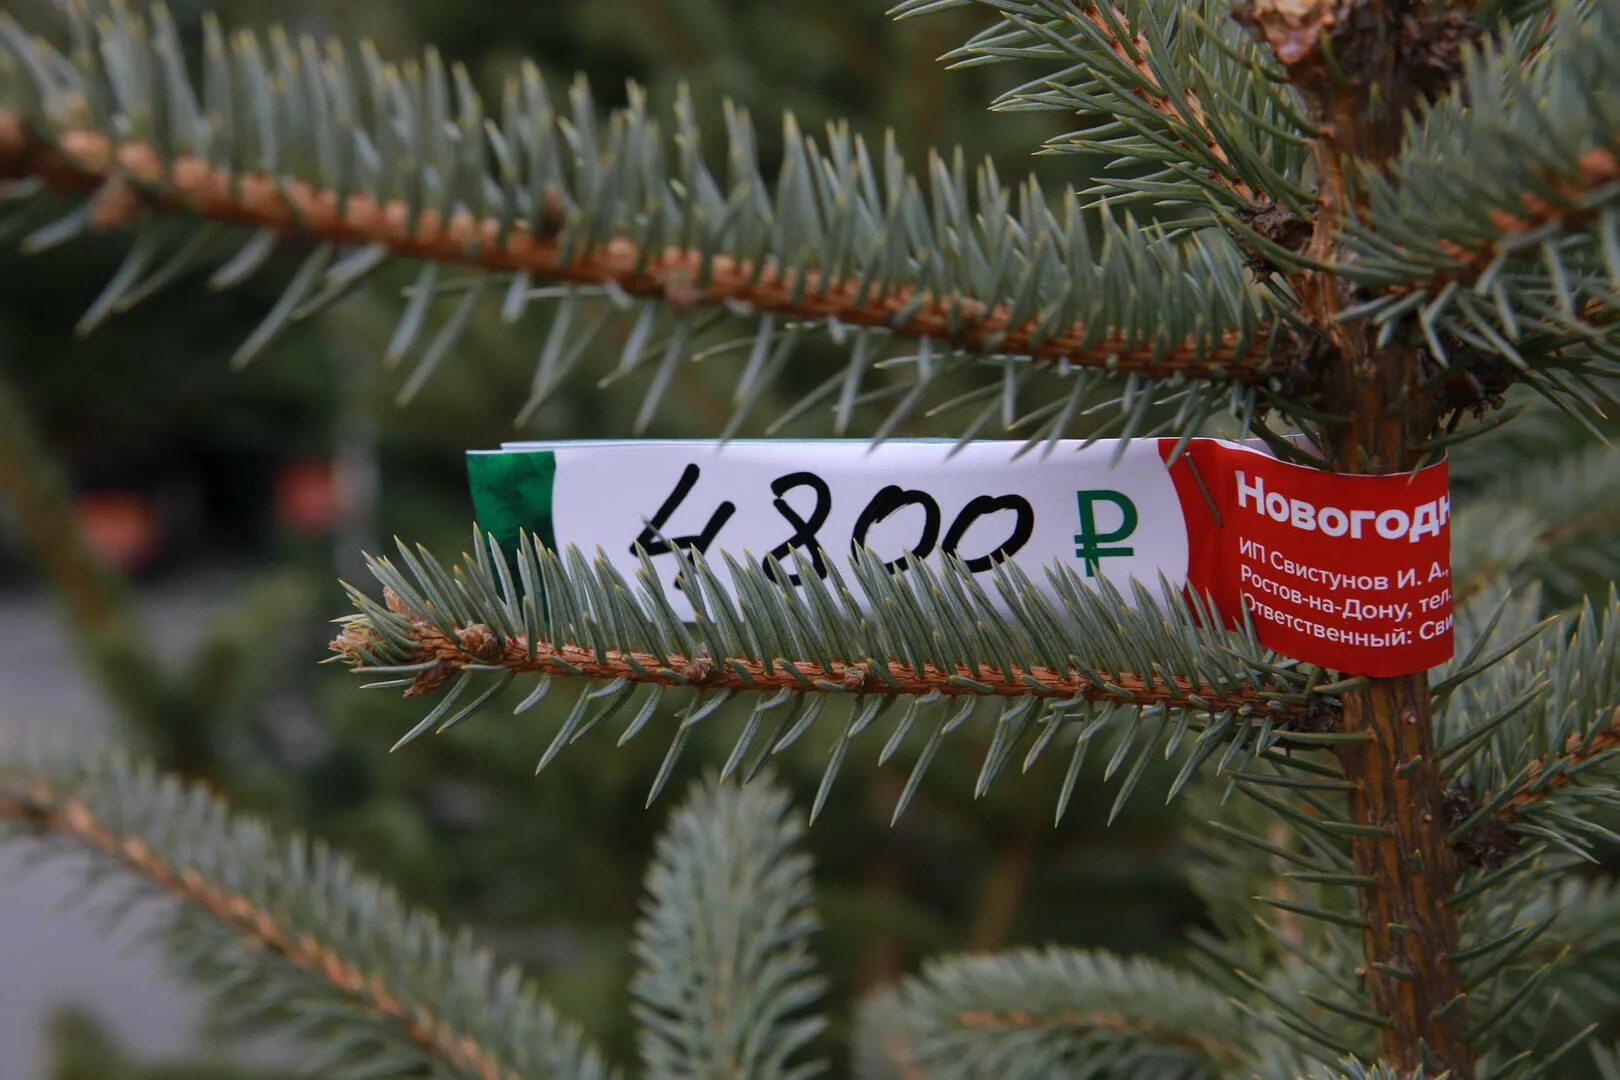 4800 ₽
Новогодн
ИП Свистунов И. А.,
Ростов-на-Дону, тел.
Ответственный: Сви